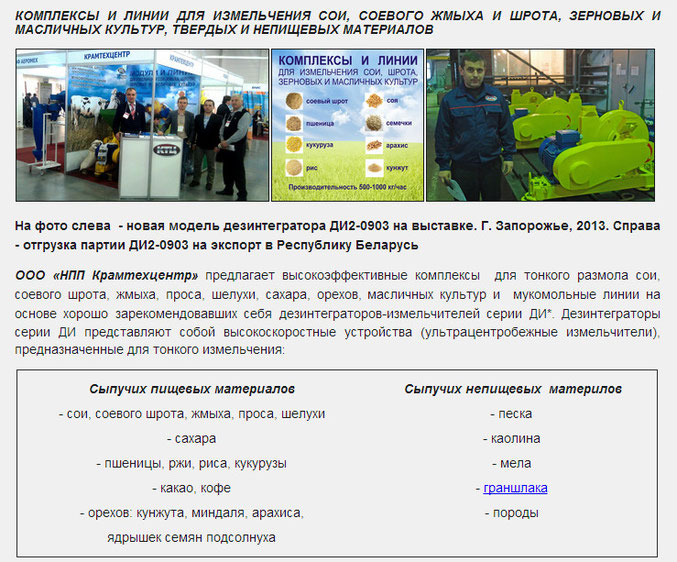 КОМПЛЕКСЫ И ЛИНИИ ДЛЯ ИЗМЕЛЬЧЕНИЯ СОИ, СОЕВОГО ЖМЫХА И ШРОТА, ЗЕРНОВЫХ И
МАСЛИЧНЫХ КУЛЬТУР, ТВЕРДЫХ И НЕПИЩЕВЫХ МАТЕРИАЛОВ
КРАМТЕХЦЕНТР
КТЦ
КОМПЛЕКСЫ И ЛИНИИ
ДЛЯ ИЗМЕЛЬЧЕНИЯ СОИ, ШРОТА,
ЗЕРНОВЫХ И МАСЛИЧНЫХ КУЛЬТУР
соевый шрот
соя
пшеница
семечки
кукуруза
арахис
рис
кунжут
Производительность 500-1000 кг/час
На фото слева - новая модель дезинтегратора ДИ2-0903 на выставке. Г. Запорожье, 2013. Справа
- отгрузка партии ДИ2-0903 на экспорт в Республику Беларусь
ООО «НПП Крамтехцентр» предлагает высокоэффективные комплексы для тонкого размола сои,
соевого шрота, жмыха, проса, шелухи, сахара, орехов, масличных культур и мукомольные линии на
основе хорошо зарекомендовавших себя дезинтеграторов-измельчителей серии ДИ*. Дезинтеграторы
серии ДИ представляют собой высокоскоростные устройства (ультрацентробежные измельчители),
предназначенные для тонкого измельчения:
Сыпучих пищевых материалов
- сои, соевого шрота, жмыха, проса, шелухи
- сахара
- пшеницы, ржи, риса, кукурузы
- какао, кофе
- орехов: кунжута, миндаля, арахиса,
ядрышек семян подсолнуха
Сыпучих непищевых материлов
- песка
- каолина
- мела
- граншлака
- породы